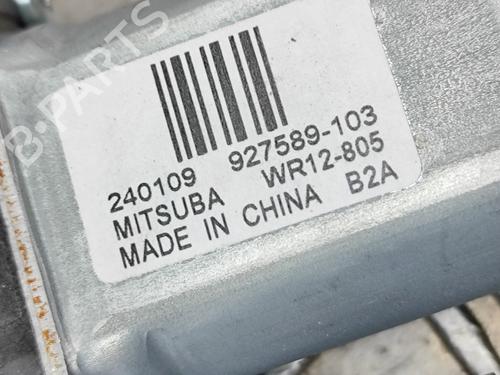 B-PARTS
240109 927589-103
MITSUBA WR12-805
MADE IN CHINA B2A